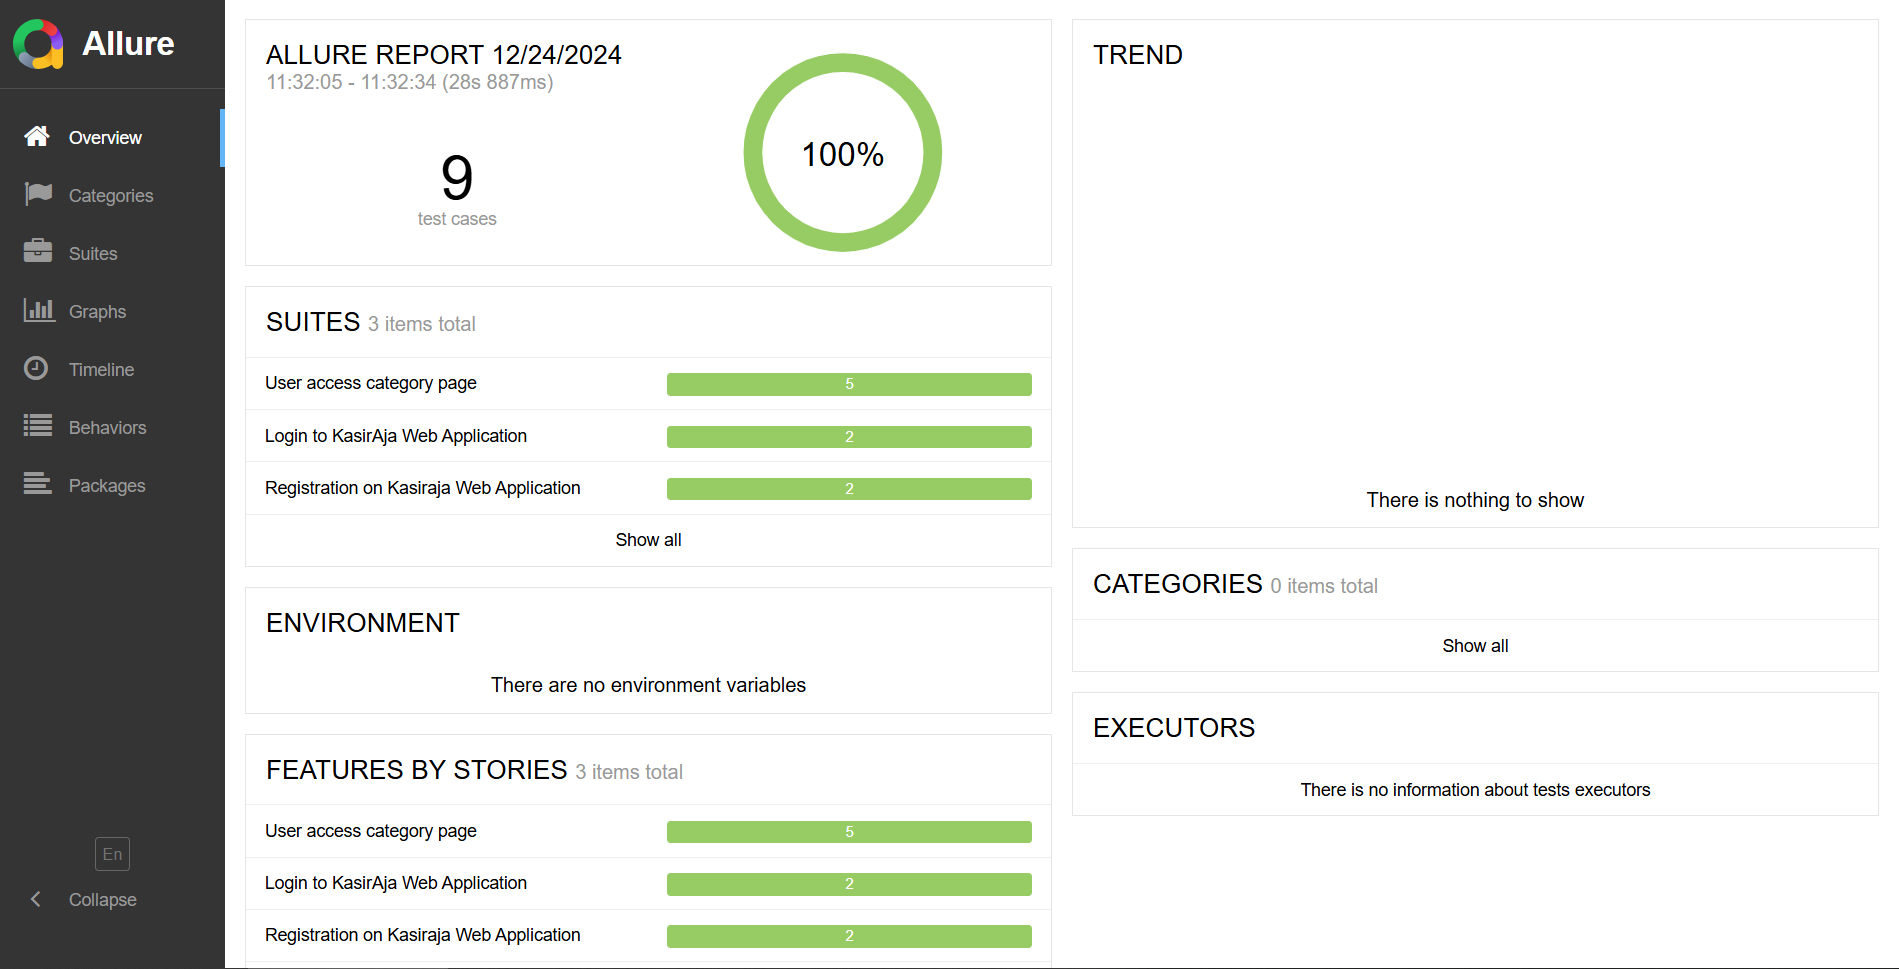 Allure
Overview
Categories
Suites
Graphs
Timeline
Behaviors
Packages
En
Collapse
ALLURE REPORT 12/24/2024
11:32:05 - 11:32:34 (28s 887ms)
9
test cases
100%
SUITES 3 items total
User access category page 5
Login to KasirAja Web Application 2
Registration on Kasiraja Web Application 2
Show all
ENVIRONMENT
There are no environment variables
FEATURES BY STORIES 3 items total
User access category page 5
Login to KasirAja Web Application 2
Registration on Kasiraja Web Application 2
TREND
There is nothing to show
CATEGORIES 0 items total
Show all
EXECUTORS
There is no information about tests executors